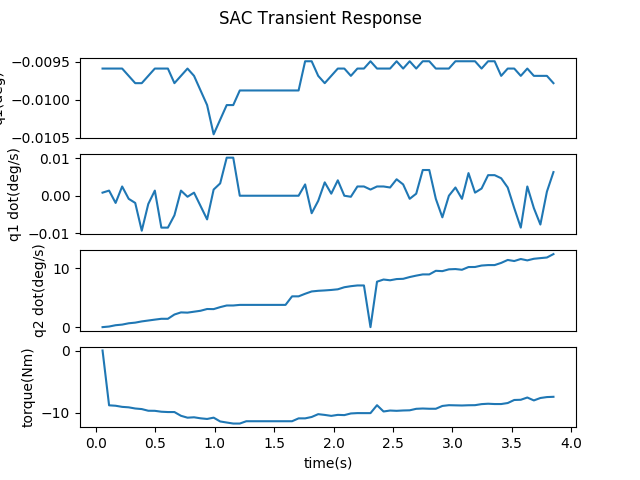 SAC Transient Response
−0.0095
−0.0100
−0.0105
q1(deg)
0.01
0.00
−0.01
q1 dot(deg/s)
10
0
q2 dot(deg/s)
0
−10
torque(Nm)
0.0 0.5 1.0 1.5 2.0 2.5 3.0 3.5 4.0
time(s)